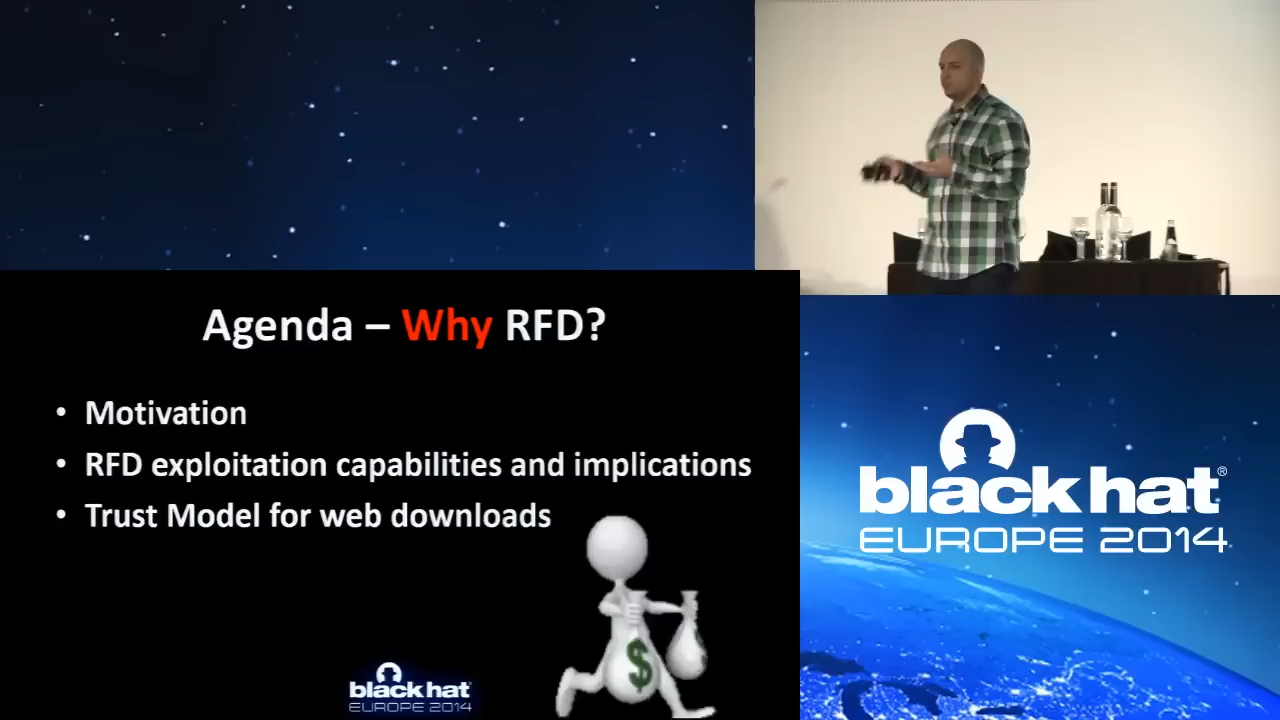 Agenda – Why RFD?
• Motivation
• RFD exploitation capabilities and implications
• Trust Model for web downloads
$
black hat
EUROPE 2014
black hat®
EUROPE 2014